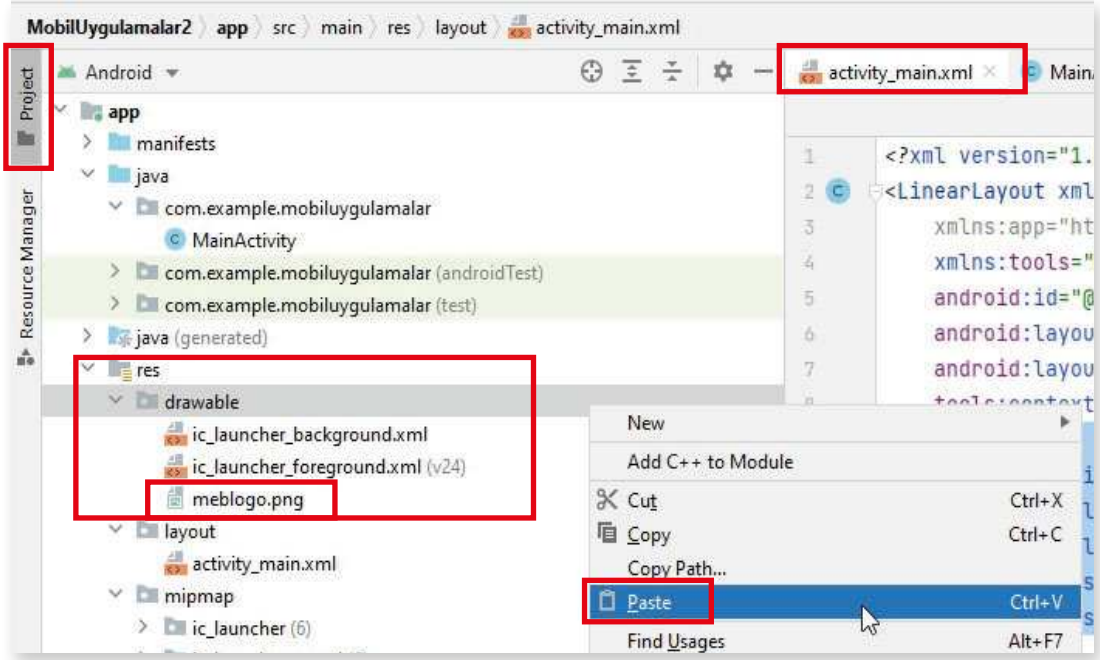 MobilUygulamalar2 〉 app 〉 src 〉 main 〉 res 〉 layout 〉 activity_main.xml
Project
Resource Manager
Android
app
manifests
java
com.example.mobiluygulamalar
MainActivity
com.example.mobiluygulamalar (androidTest)
com.example.mobiluygulamalar (test)
java (generated)
res
drawable
ic_launcher_background.xml
ic_launcher_foreground.xml (v24)
meblogo.png
layout
activity_main.xml
mipmap
ic_launcher (6)
activity_main.xml × Main
1 <?xml version="1.
2 <LinearLayout xml
3 xmlns:app="ht
4 xmlns:tools="
5 android:id="@
6 android:layou
7 android:layou
8 tools:context
New
Add C++ to Module
Cut Ctrl+X
Copy Ctrl+C
Copy Path...
Paste Ctrl+V
Find Usages Alt+F7